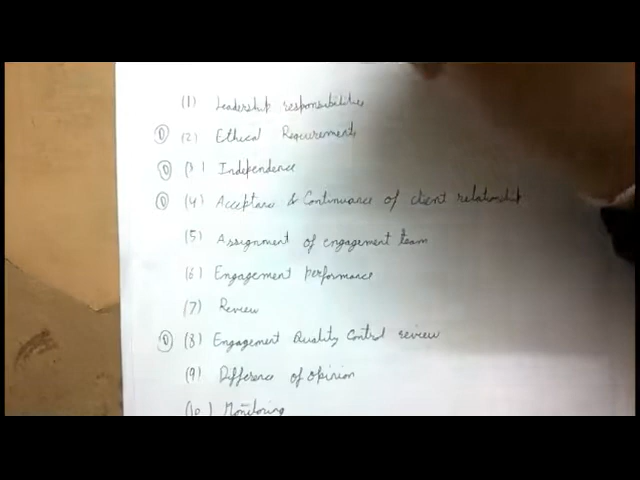 (1) Leadership responsibilities
D (2) Ethical Requirements
D (3) Independence
D (4) Acceptance & Continuance of client relationship
(5) Assignment of engagement team
(6) Engagement performance
(7) Review
D (8) Engagement Quality Control review
(9) Difference of opinion
(10) Monitoring